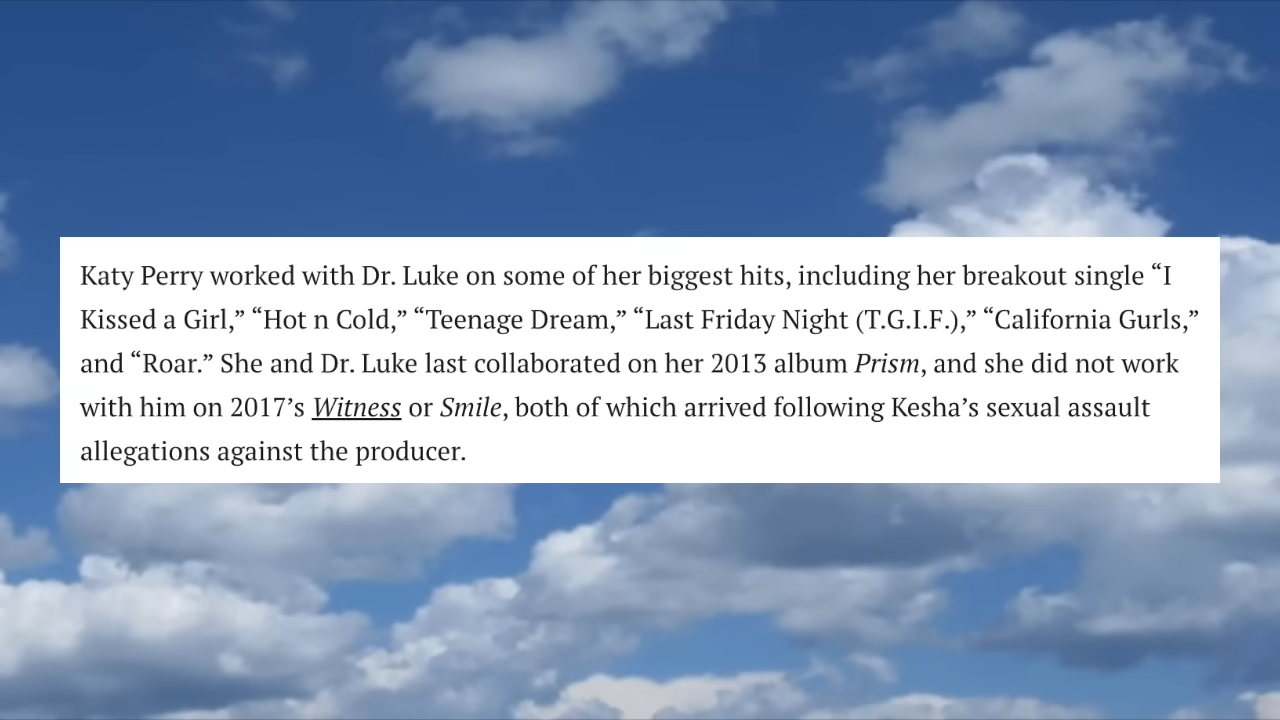 Katy Perry worked with Dr. Luke on some of her biggest hits, including her breakout single “I
Kissed a Girl,” “Hot n Cold,” “Teenage Dream,” “Last Friday Night (T.G.I.F.),” “California Gurls,”
and “Roar.” She and Dr. Luke last collaborated on her 2013 album Prism, and she did not work
with him on 2017’s Witness or Smile, both of which arrived following Kesha’s sexual assault
allegations against the producer.